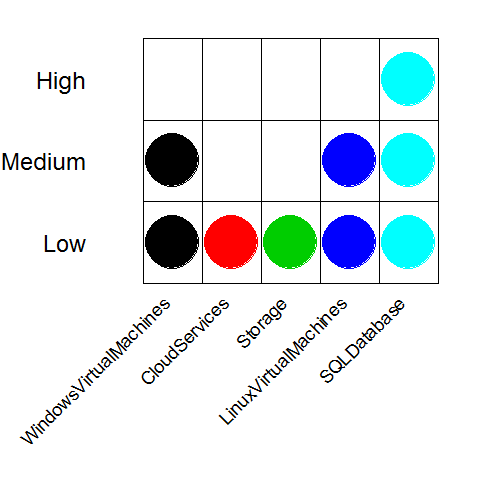 High
Medium
Low
WindowsVirtualMachines
CloudServices
Storage
LinuxVirtualMachines
SQLDatabase